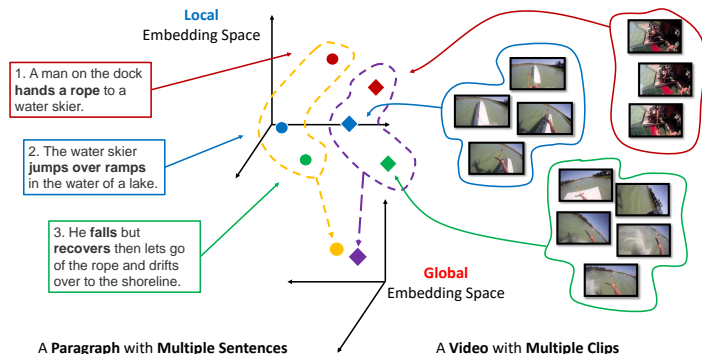 Local
Embedding Space
1. A man on the dock
hands a rope to a
water skier.
2. The water skier
jumps over ramps
in the water of a lake.
3. He falls but
recovers then lets go
of the rope and drifts
over to the shoreline.
Global
Embedding Space
A Paragraph with Multiple Sentences
A Video with Multiple Clips